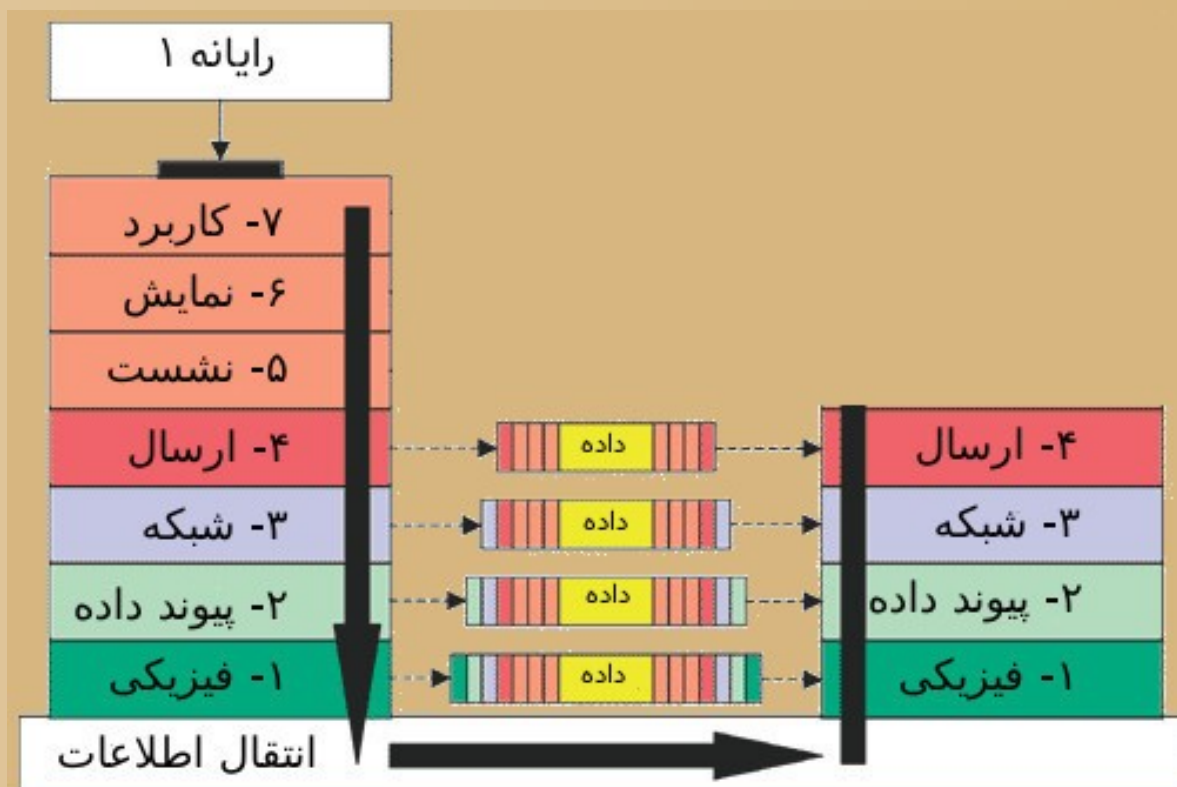 رایانه ۱
۷- کاربرد
۶- نمایش
۵- نشست
۴- ارسال
۳- شبکه
۲- پیوند داده
۱- فیزیکی
انتقال اطلاعات
داده
داده
داده
داده
۴- ارسال
۳- شبکه
۲- پیوند داده
۱- فیزیکی